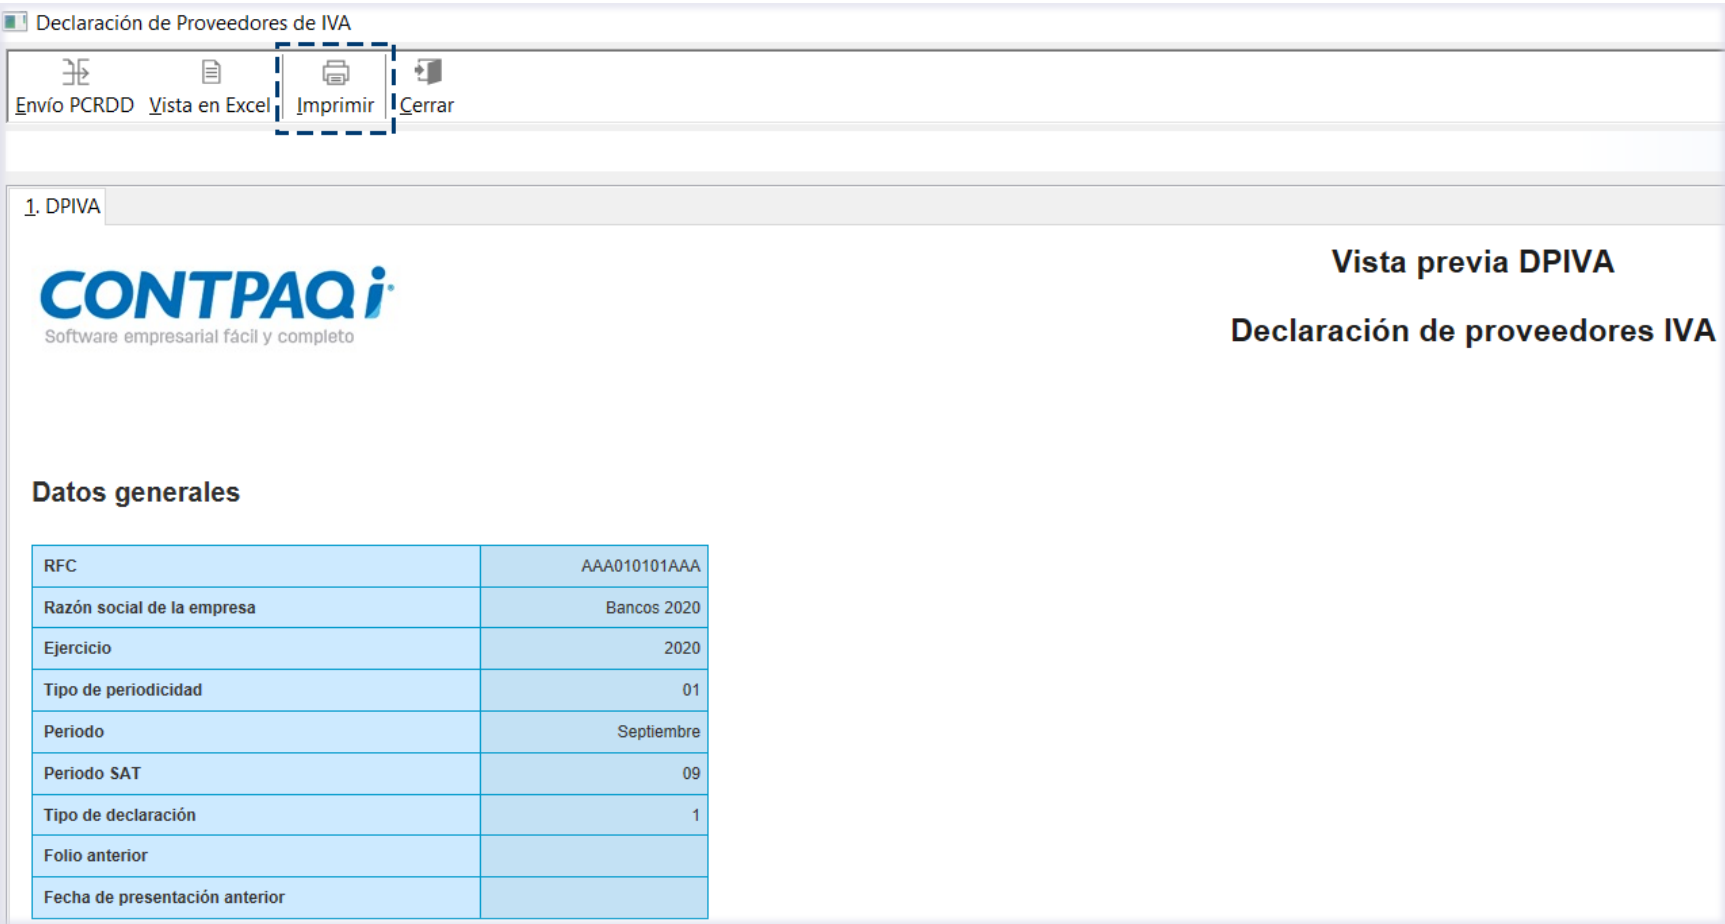 Declaración de Proveedores de IVA
Envío PCRDD Vista en Excel Imprimir Cerrar
1. DPIVA
CONTPAQi
Software empresarial fácil y completo
Vista previa DPIVA
Declaración de proveedores IVA
Datos generales
RFC AAA010101AAA
Razón social de la empresa Bancos 2020
Ejercicio 2020
Tipo de periodicidad 01
Periodo Septiembre
Periodo SAT 09
Tipo de declaración 1
Folio anterior
Fecha de presentación anterior